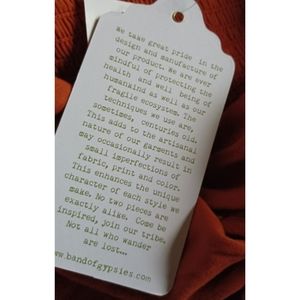 We take great pride in the
design and manufacture of
our product. We are ever
mindful of protecting the
health and well being of
humankind as well as our
fragile ecosystem. The
techniques we use are,
sometimes, centuries old.
This adds to the artisanal
nature of our garments and
may occasionally result in
small imperfections of
fabric, print and color.
This enhances the unique
character of each style we
make. No two pieces are
exactly alike. Come be
inspired, join our tribe.
Not all who wander
are lost...
www.bandofgypsies.com